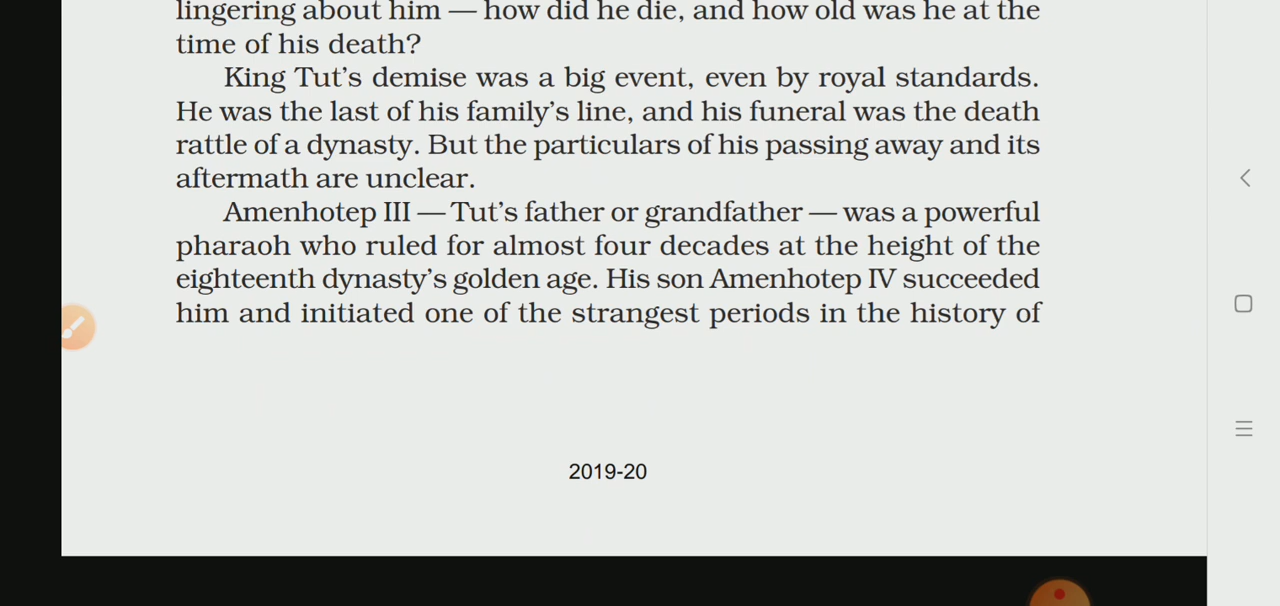 lingering about him — how did he die, and how old was he at the
time of his death?
King Tut's demise was a big event, even by royal standards.
He was the last of his family's line, and his funeral was the death
rattle of a dynasty. But the particulars of his passing away and its
aftermath are unclear.
Amenhotep III — Tut's father or grandfather — was a powerful
pharaoh who ruled for almost four decades at the height of the
eighteenth dynasty's golden age. His son Amenhotep IV succeeded
him and initiated one of the strangest periods in the history of
2019-20